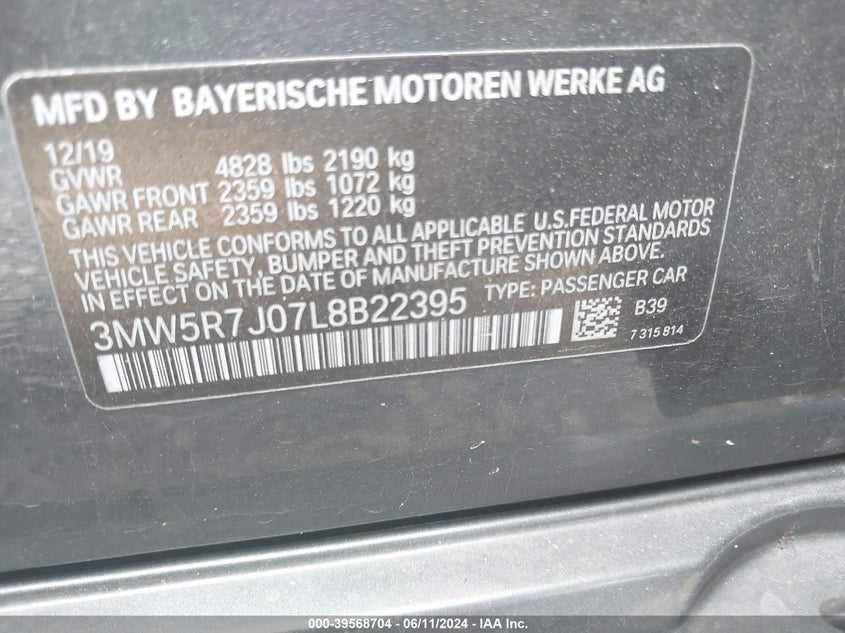 MFD BY BAYERISCHE MOTOREN WERKE AG
12/19
GVWR 4828 lbs 2190 kg
GAWR FRONT 2359 lbs 1072 kg
GAWR REAR 2359 lbs 1220 kg
THIS VEHICLE CONFORMS TO ALL APPLICABLE U.S.FEDERAL MOTOR
VEHICLE SAFETY, BUMPER AND THEFT PREVENTION STANDARDS
IN EFFECT ON THE DATE OF MANUFACTURE SHOWN ABOVE.
3MW5R7J07L8B22395 TYPE: PASSENGER CAR
B39
7 315 814
000-39568704 - 06/11/2024 - IAA Inc.